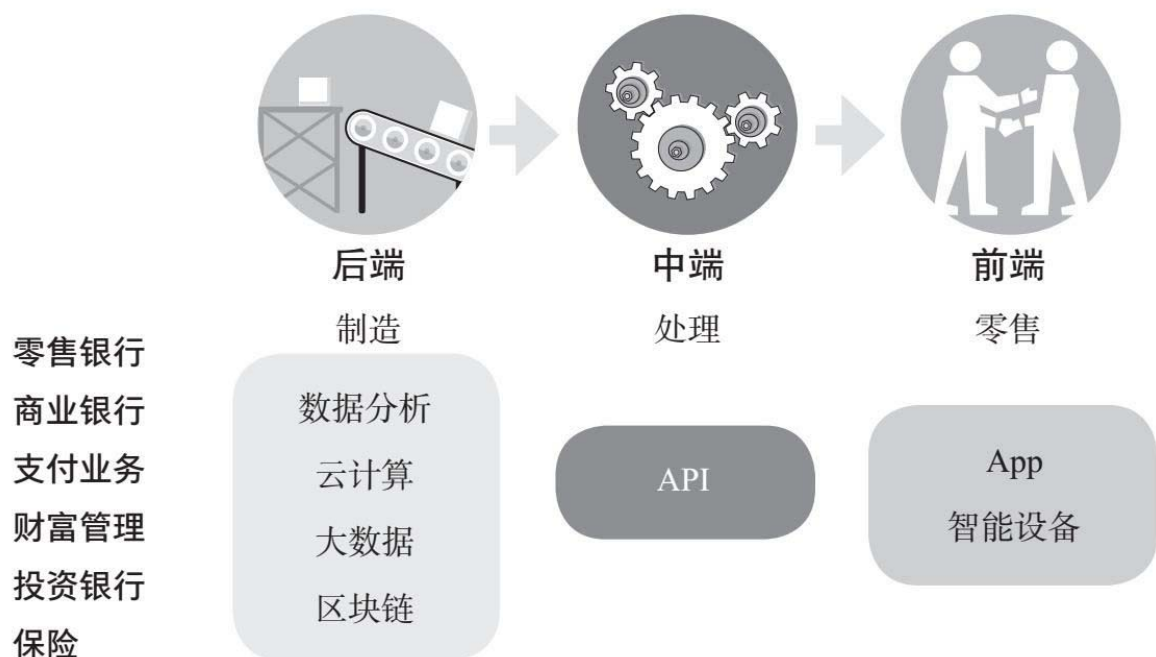 后端
中端
前端
制造
处理
零售
零售银行
商业银行
支付业务
财富管理
投资银行
保险
数据分析
云计算
大数据
区块链
API
App
智能设备